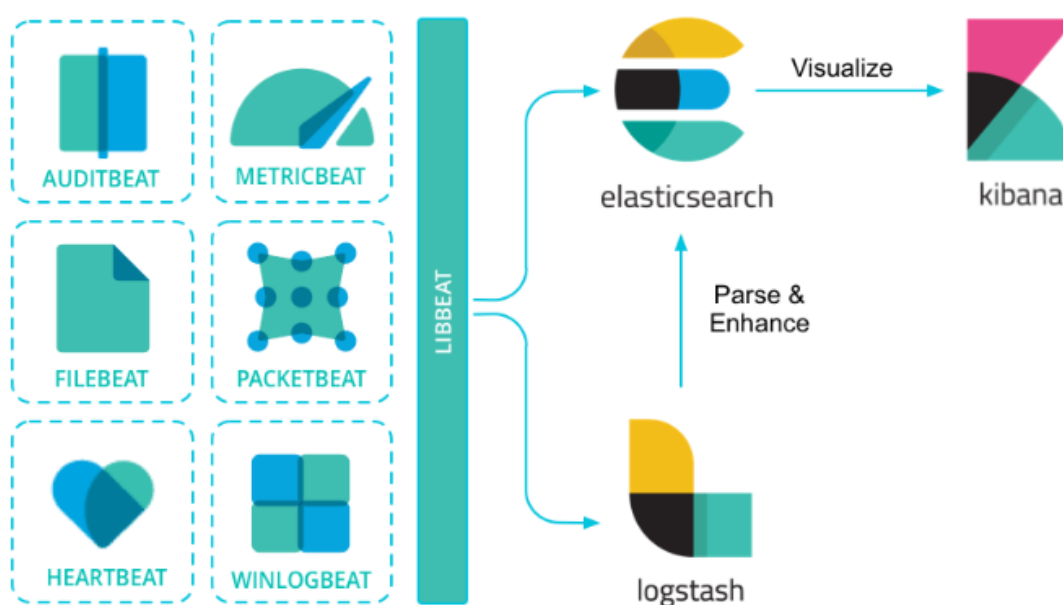 AUDITBEAT
METRICBEAT
FILEBEAT
PACKETBEAT
HEARTBEAT
WINLOGBEAT
LIBBEAT
elasticsearch
Visualize
kibana
Parse &
Enhance
logstash